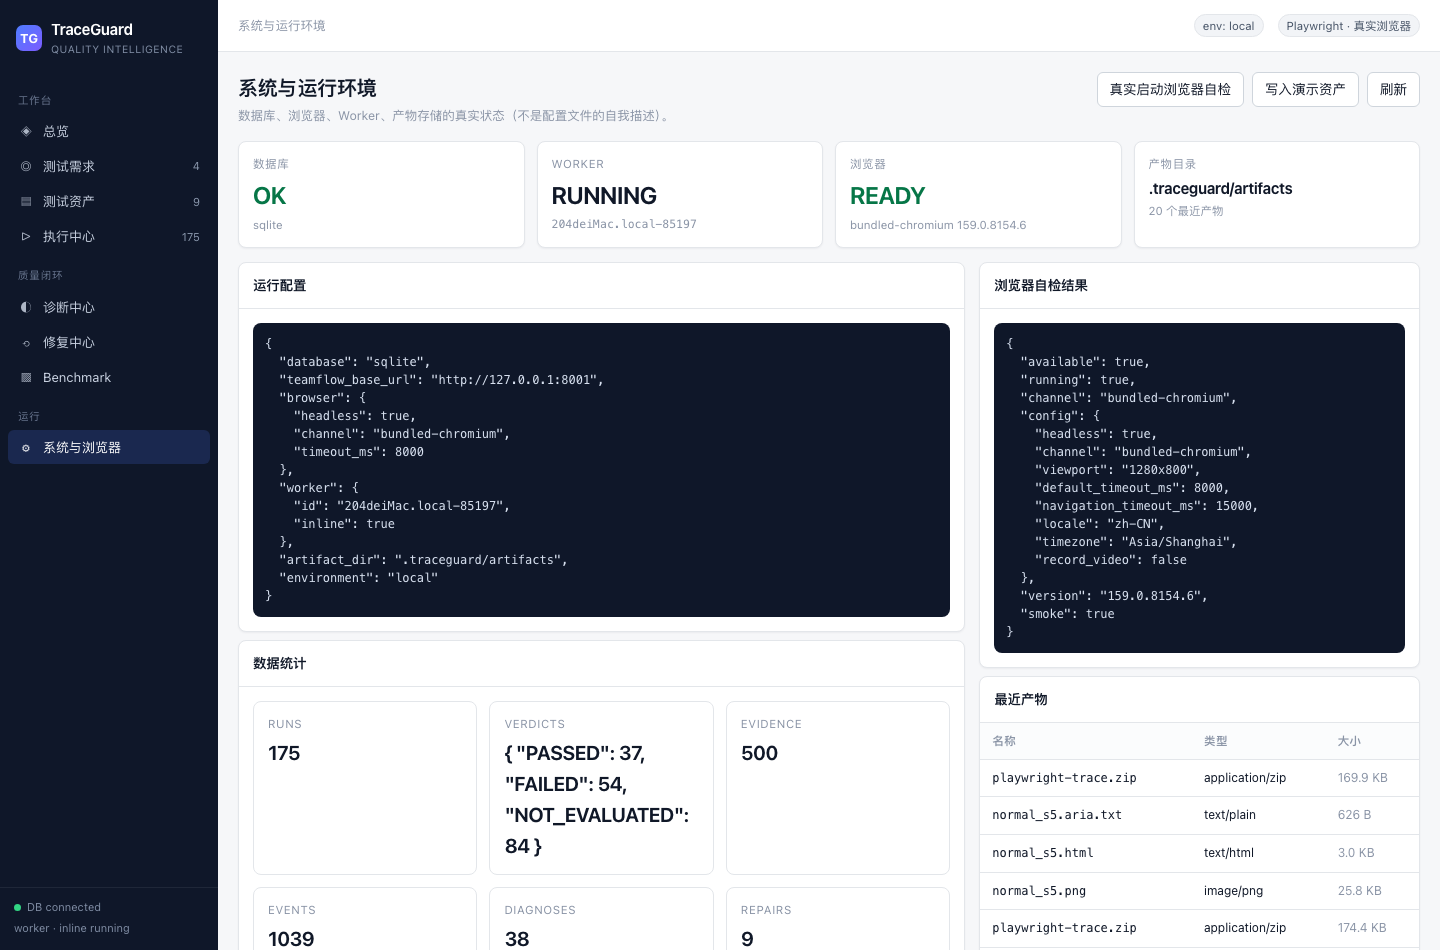 TG
TraceGuard
QUALITY INTELLIGENCE
工作台
总览
测试需求 4
测试资产 9
执行中心 175
质量闭环
诊断中心
修复中心
Benchmark
运行
系统与浏览器
DB connected
worker · inline running
系统与运行环境
env: local
Playwright · 真实浏览器
系统与运行环境
数据库、浏览器、Worker、产物存储的真实状态（不是配置文件的自我描述）。
真实启动浏览器自检
写入演示资产
刷新
数据库
OK
sqlite
WORKER
RUNNING
204deiMac.local-85197
浏览器
READY
bundled-chromium 159.0.8154.6
产物目录
.traceguard/artifacts
20 个最近产物
运行配置
{
"database": "sqlite",
"teamflow_base_url": "http://127.0.0.1:8001",
"browser": {
"headless": true,
"channel": "bundled-chromium",
"timeout_ms": 8000
},
"worker": {
"id": "204deiMac.local-85197",
"inline": true
},
"artifact_dir": ".traceguard/artifacts",
"environment": "local"
}
数据统计
RUNS
175
VERDICTS
{ "PASSED": 37,
"FAILED": 54,
"NOT_EVALUATED":
84 }
EVIDENCE
500
EVENTS
1039
DIAGNOSES
38
REPAIRS
9
浏览器自检结果
{
"available": true,
"running": true,
"channel": "bundled-chromium",
"config": {
"headless": true,
"channel": "bundled-chromium",
"viewport": "1280x800",
"default_timeout_ms": 8000,
"navigation_timeout_ms": 15000,
"locale": "zh-CN",
"timezone": "Asia/Shanghai",
"record_video": false
},
"version": "159.0.8154.6",
"smoke": true
}
最近产物
名称 类型 大小
playwright-trace.zip application/zip 169.9 KB
normal_s5.aria.txt text/plain 626 B
normal_s5.html text/html 3.0 KB
normal_s5.png image/png 25.8 KB
playwright-trace.zip application/zip 174.4 KB